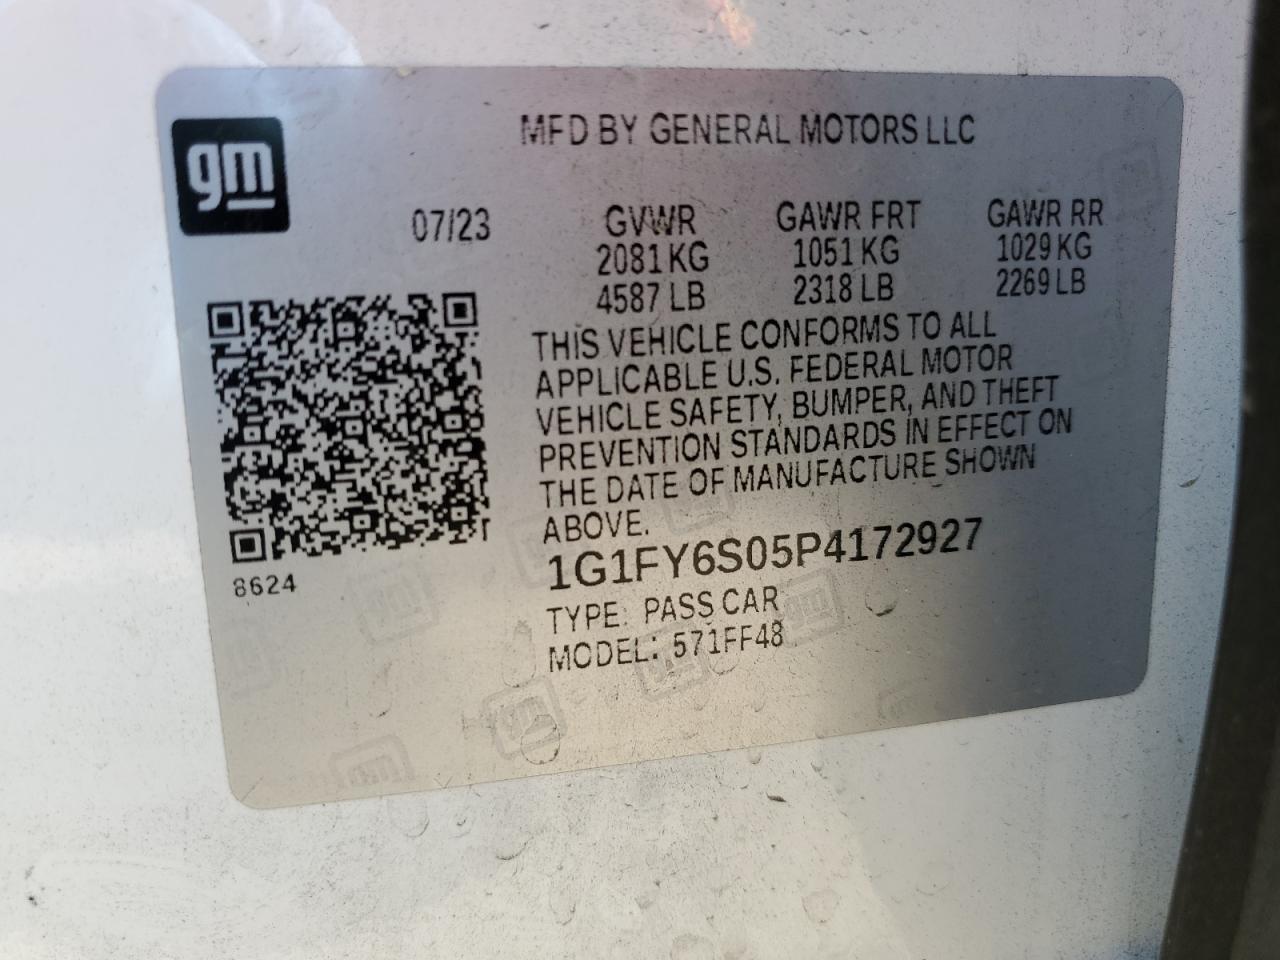 gm
MFD BY GENERAL MOTORS LLC
07/23
GVWR GAWR FRT GAWR RR
2081 KG 1051 KG 1029 KG
4587 LB 2318 LB 2269 LB
THIS VEHICLE CONFORMS TO ALL
APPLICABLE U.S. FEDERAL MOTOR
VEHICLE SAFETY, BUMPER, AND THEFT
PREVENTION STANDARDS IN EFFECT ON
THE DATE OF MANUFACTURE SHOWN
ABOVE.
1G1FY6S05P4172927
8624
TYPE: PASS CAR
MODEL: 571FF48